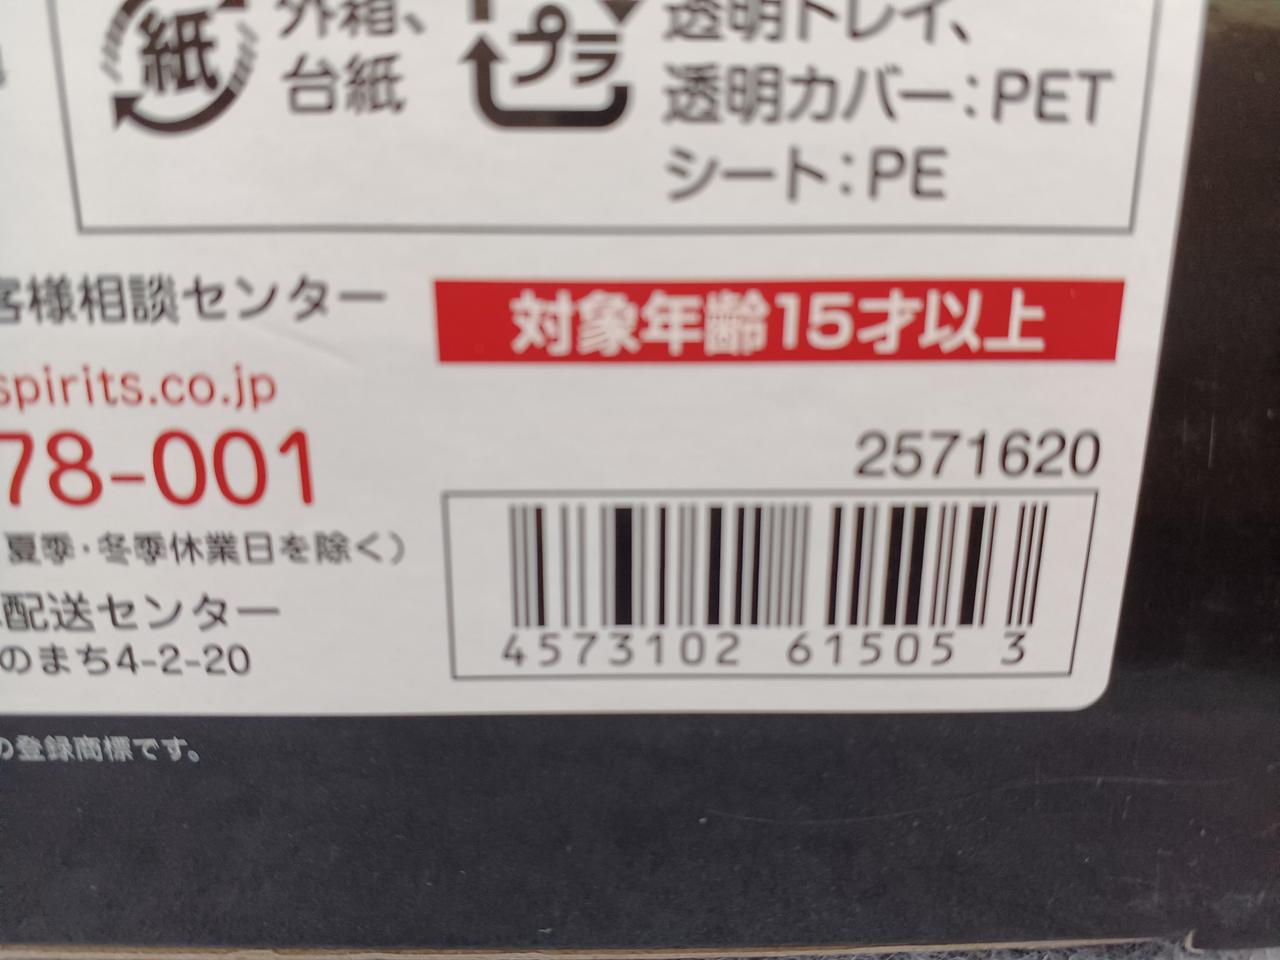 紙
外箱、
台紙
プラ
透明トレイ、
透明カバー：PET
シート：PE
客様相談センター
対象年齢15才以上
spirits.co.jp
78-001
2571620
夏季・冬季休業日を除く）
配送センター
のまち4-2-20
4573102 61505 3
の登録商標です。